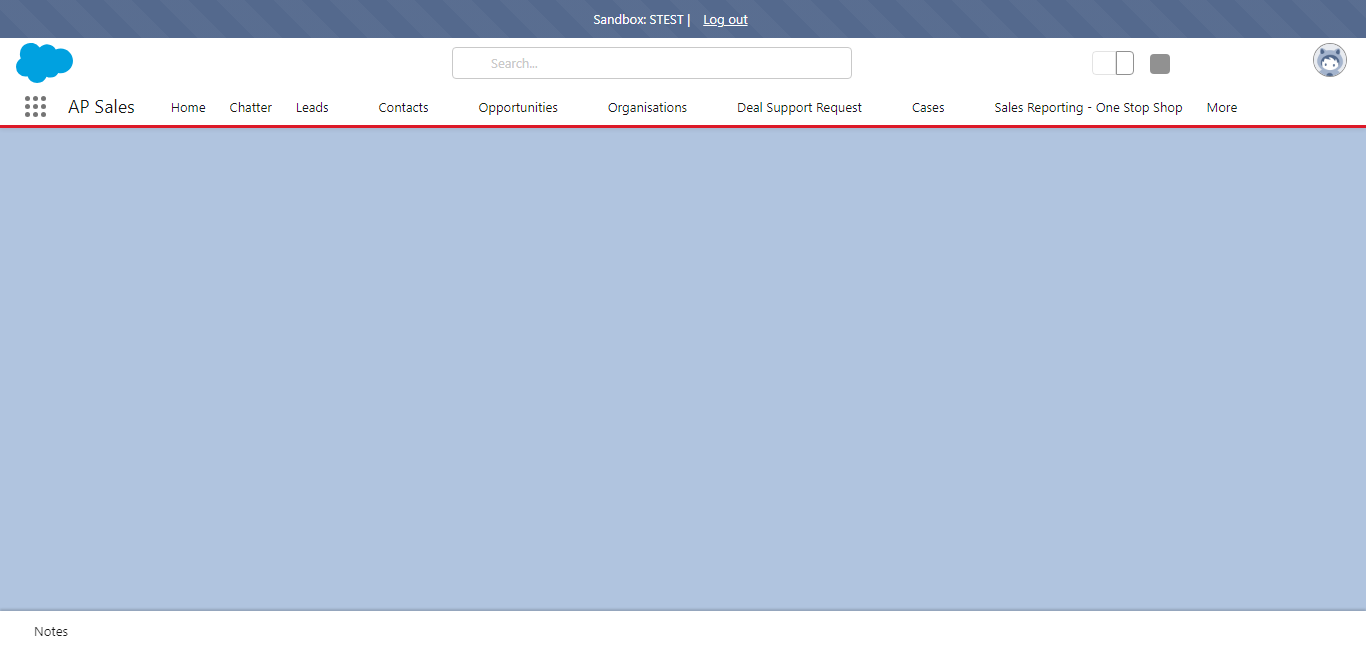 Sandbox: STEST | Log out
Search...
AP Sales Home Chatter Leads Contacts Opportunities Organisations Deal Support Request Cases Sales Reporting - One Stop Shop More
Notes